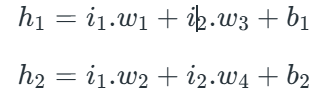 h₁ = i₁.w₁ + i₂.w₃ + b₁
h₂ = i₁.w₂ + i₂.w₄ + b₂